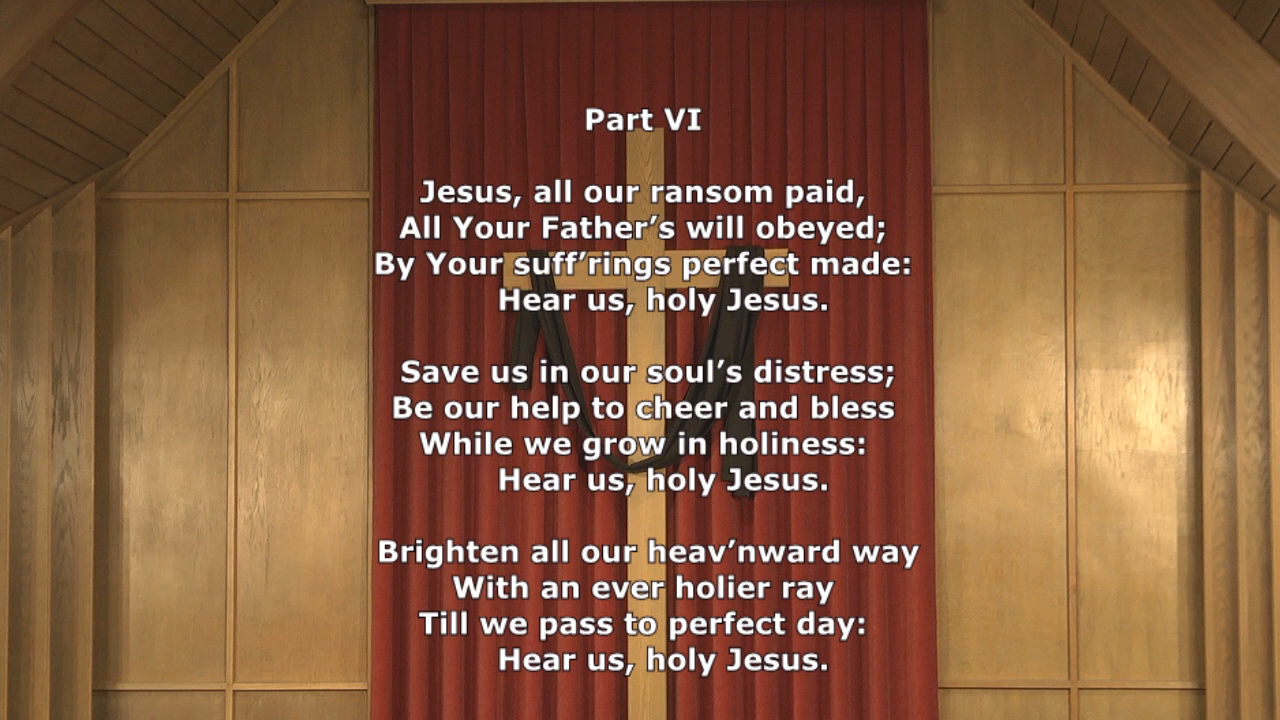 Part VI
Jesus, all our ransom paid,
All Your Father’s will obeyed;
By Your suff’rings perfect made:
Hear us, holy Jesus.
Save us in our soul’s distress;
Be our help to cheer and bless
While we grow in holiness:
Hear us, holy Jesus.
Brighten all our heav’nward way
With an ever holier ray
Till we pass to perfect day:
Hear us, holy Jesus.